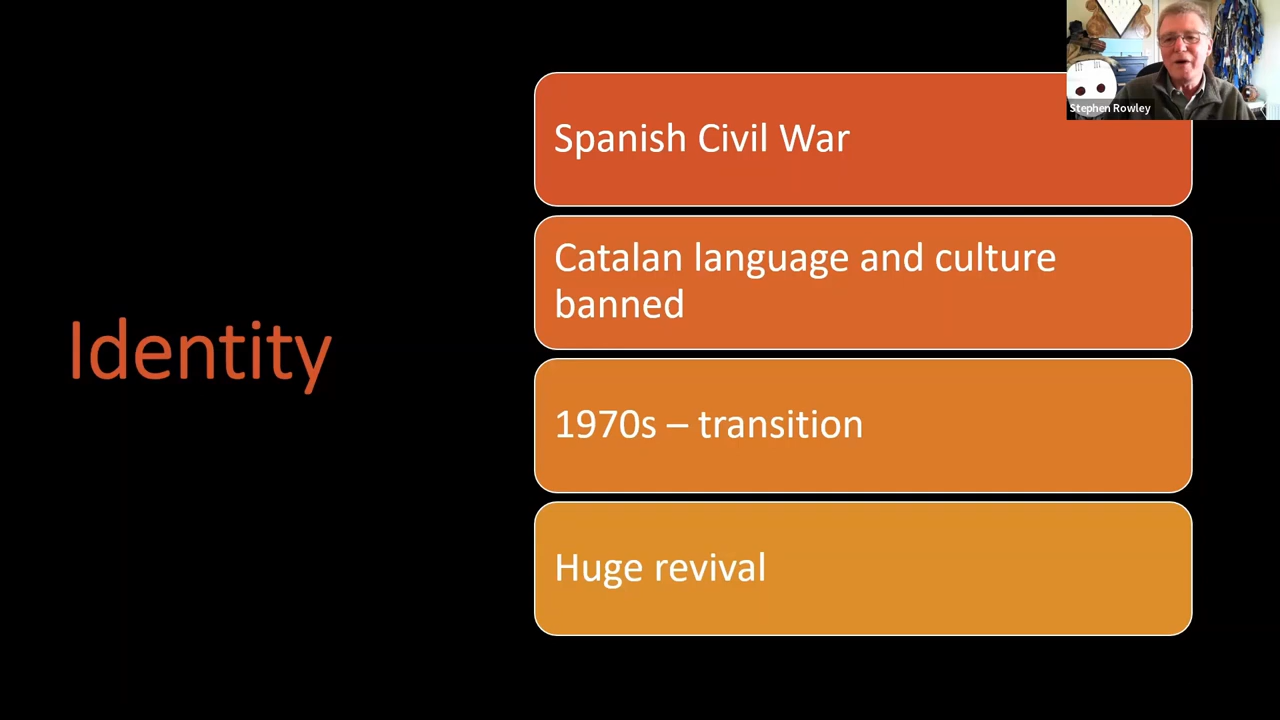 Stephen Rowley
Spanish Civil War
Catalan language and culture
banned
Identity
1970s – transition
Huge revival